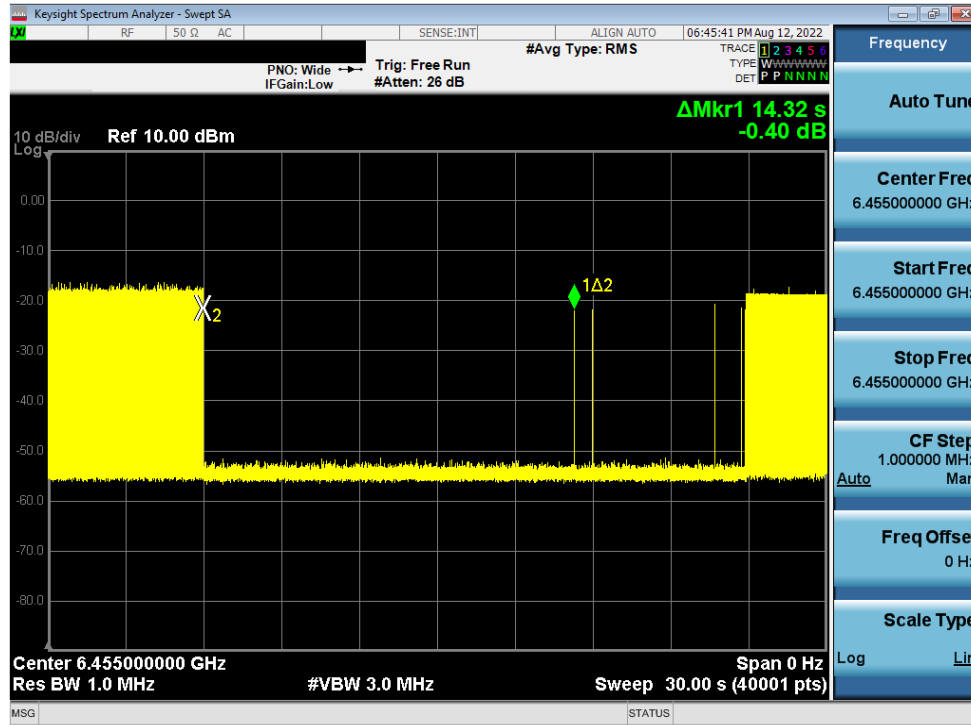 Keysight Spectrum Analyzer - Swept SA
LXI RF 50 Ω AC SENSE:INT ALIGN AUTO 06:45:41 PM Aug 12, 2022
PNO: Wide
IFGain:Low
Trig: Free Run
#Atten: 26 dB
#Avg Type: RMS
TRACE 1 2 3 4 5 6
TYPE WWWWWW
DET P P N N N N
ΔMkr1 14.32 s
-0.40 dB
10 dB/div Ref 10.00 dBm
Log
0.00
-10.0
-20.0
-30.0
-40.0
-50.0
-60.0
-70.0
-80.0
1Δ2
X2
Center 6.455000000 GHz Span 0 Hz
Res BW 1.0 MHz #VBW 3.0 MHz Sweep 30.00 s (40001 pts)
MSG STATUS
Frequency
Auto Tune
Center Freq
6.455000000 GHz
Start Freq
6.455000000 GHz
Stop Freq
6.455000000 GHz
CF Step
1.000000 MHz
Auto Man
Freq Offset
0 Hz
Scale Type
Log Lin